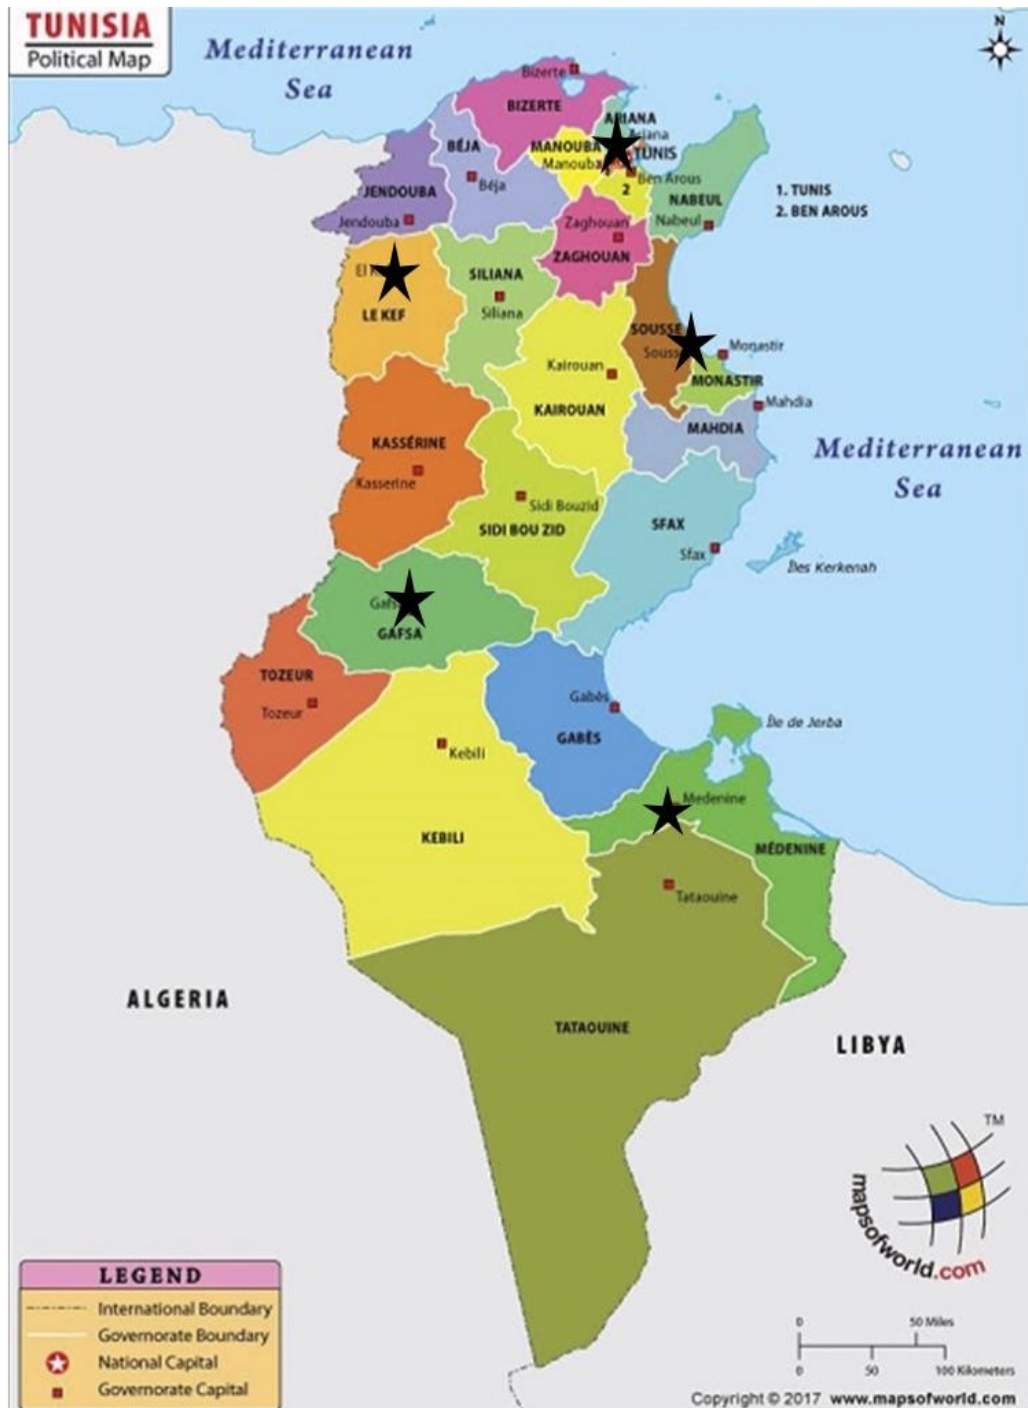 TUNISIA
Political Map
Mediterranean
Sea
N
Bizerte
BIZERTE
ARIANA
Ariana
BÉJA
MANOUBA
TUNIS
Manouba
Ben Arous
2
Béja
JENDOUBA
NABEUL
1. TUNIS
2. BEN AROUS
Jendouba
Zaghouan
Nabeul
ZAGHOUAN
El K
SILIANA
LE KEF
Siliana
SOUSSE
Souss
Monastir
Kairouan
MONASTIR
KAIROUAN
Mahdia
MAHDIA
KASSÉRINE
Mediterranean
Sea
Kasserine
Sidi Bouzid
SIDI BOU ZID
SFAX
Sfax
Îles Kerkenah
Gafs
GAFSA
TOZEUR
Tozeur
Gabès
GABÈS
Île de Jerba
Kebili
Medenine
KEBILI
MÉDENINE
Tataouine
ALGERIA
TATAOUINE
LIBYA
TM
mapsofworld.com
LEGEND
International Boundary
Governorate Boundary
National Capital
Governorate Capital
0 50 Miles
0 50 100 Kilometers
Copyright © 2017 www.mapsofworld.com